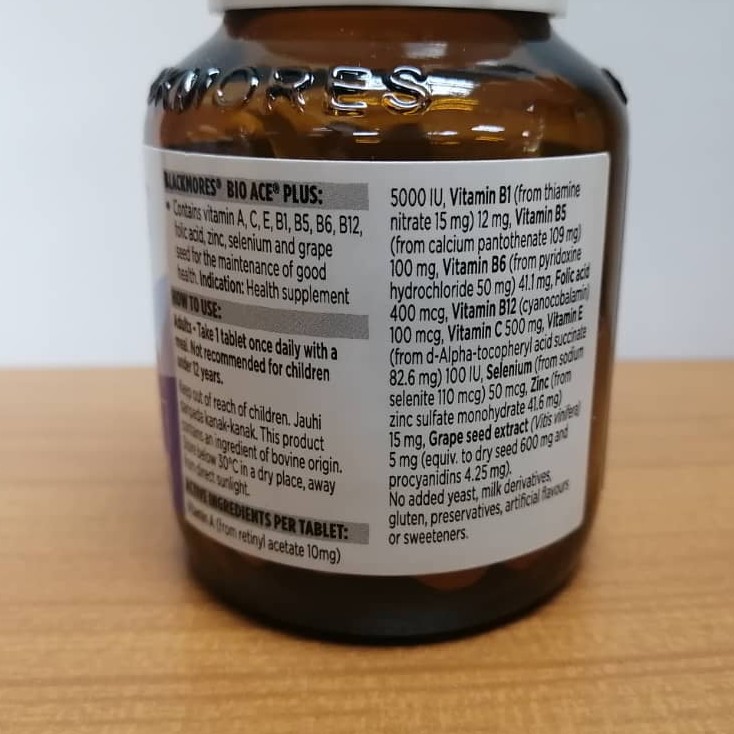 KMORES
BLACKMORES® BIO ACE® PLUS:
• Contains vitamin A, C, E, B1, B5, B6, B12,
folic acid, zinc, selenium and grape
seed for the maintenance of good
health. Indication: Health supplement
HOW TO USE:
Adults - Take 1 tablet once daily with a
meal. Not recommended for children
under 12 years.
Keep out of reach of children. Jauhi
daripada kanak-kanak. This product
contains an ingredient of bovine origin.
Store below 30°C in a dry place, away
from direct sunlight.
ACTIVE INGREDIENTS PER TABLET:
Vitamin A (from retinyl acetate 10mg)
5000 IU, Vitamin B1 (from thiamine
nitrate 15 mg) 12 mg, Vitamin B5
(from calcium pantothenate 109 mg)
100 mg, Vitamin B6 (from pyridoxine
hydrochloride 50 mg) 41.1 mg, Folic acid
400 mcg, Vitamin B12 (cyanocobalamin)
100 mcg, Vitamin C 500 mg, Vitamin E
(from d-Alpha-tocopheryl acid succinate
82.6 mg) 100 IU, Selenium (from sodium
selenite 110 mcg) 50 mcg, Zinc (from
zinc sulfate monohydrate 41.6 mg)
15 mg, Grape seed extract (Vitis vinifera)
5 mg (equiv. to dry seed 600 mg and
procyanidins 4.25 mg).
No added yeast, milk derivatives,
gluten, preservatives, artificial flavours
or sweeteners.